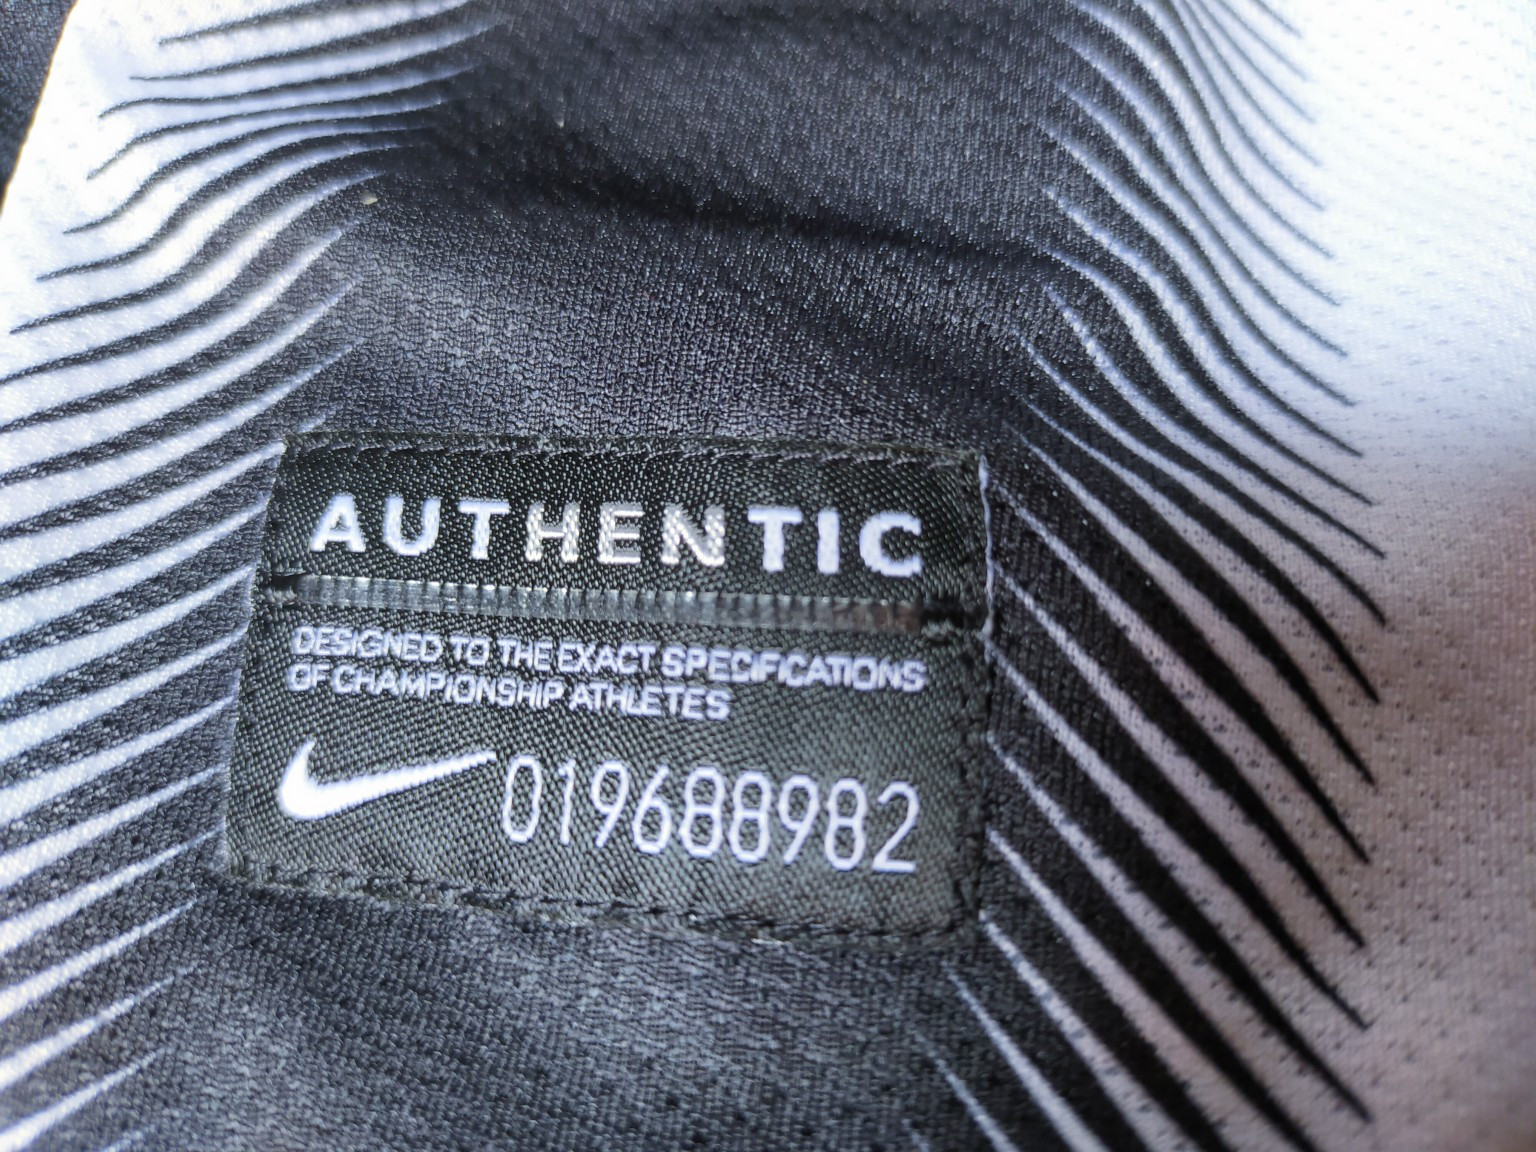 AUTHENTIC
DESIGNED TO THE EXACT SPECIFICATIONS
OF CHAMPIONSHIP ATHLETES
019688982